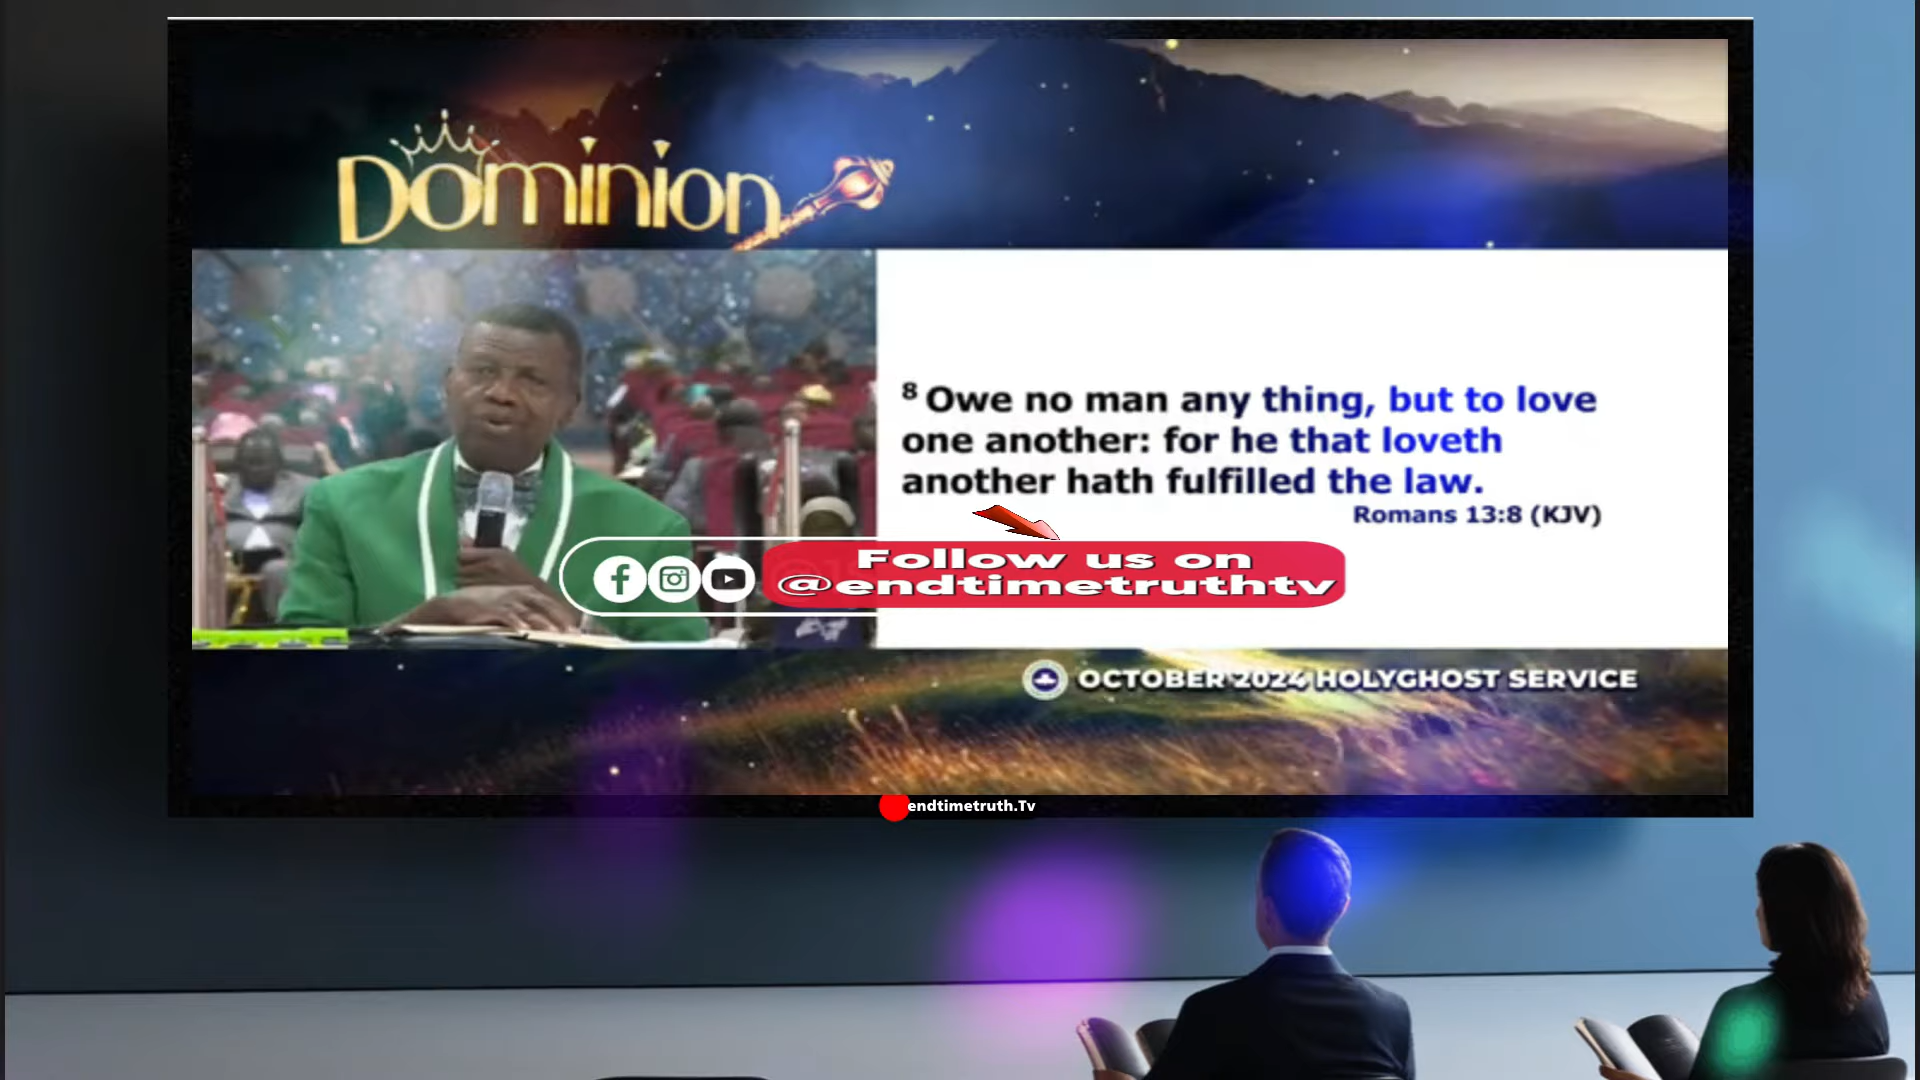 Dominion
8 Owe no man any thing, but to love
one another: for he that loveth
another hath fulfilled the law.
Romans 13:8 (KJV)
Follow us on
@endtimetruthtv
OCTOBER 2024 HOLYGHOST SERVICE
endtimetruth.Tv